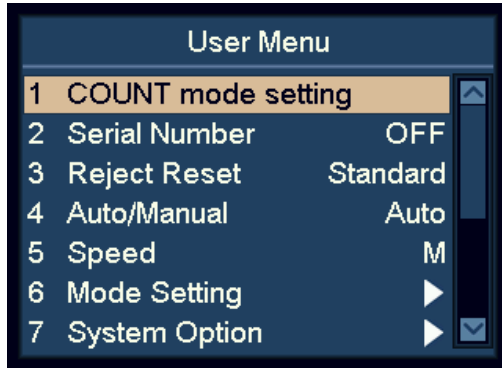 User Menu
1 COUNT mode setting
2 Serial Number OFF
3 Reject Reset Standard
4 Auto/Manual Auto
5 Speed M
6 Mode Setting
7 System Option